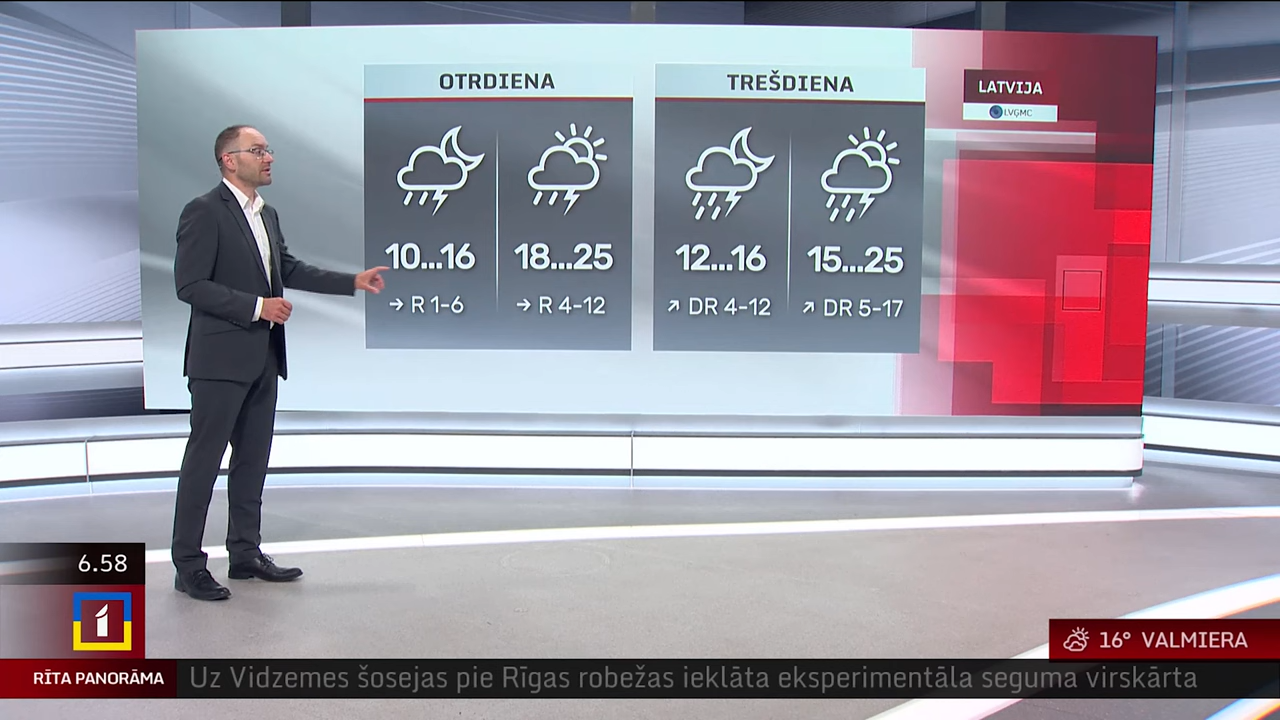 OTRDIENA
10...16
18...25
→ R 1-6
→ R 4-12
TREŠDIENA
12...16
15...25
↗ DR 4-12
↗ DR 5-17
LATVIJA
LVĢMC
6.58
1
16° VALMIERA
RĪTA PANORĀMA
Uz Vidzemes šosejas pie Rīgas robežas ieklāta eksperimentāla seguma virskārta